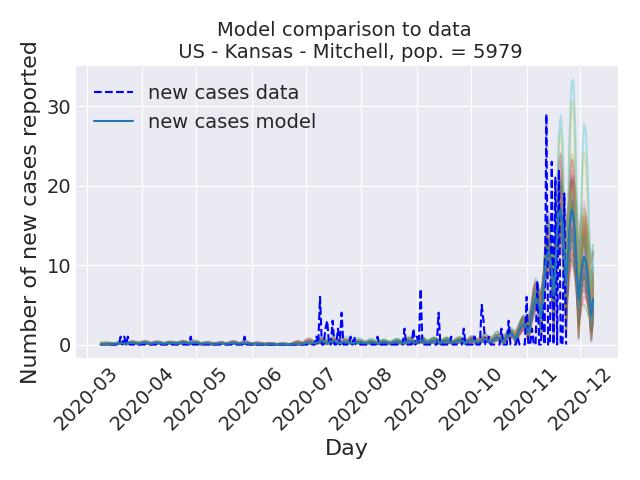 Model comparison to data
US - Kansas - Mitchell, pop. = 5979
Number of new cases reported
30
20
10
0
new cases data
new cases model
2020-03
2020-04
2020-05
2020-06
2020-07
2020-08
2020-09
2020-10
2020-11
2020-12
Day